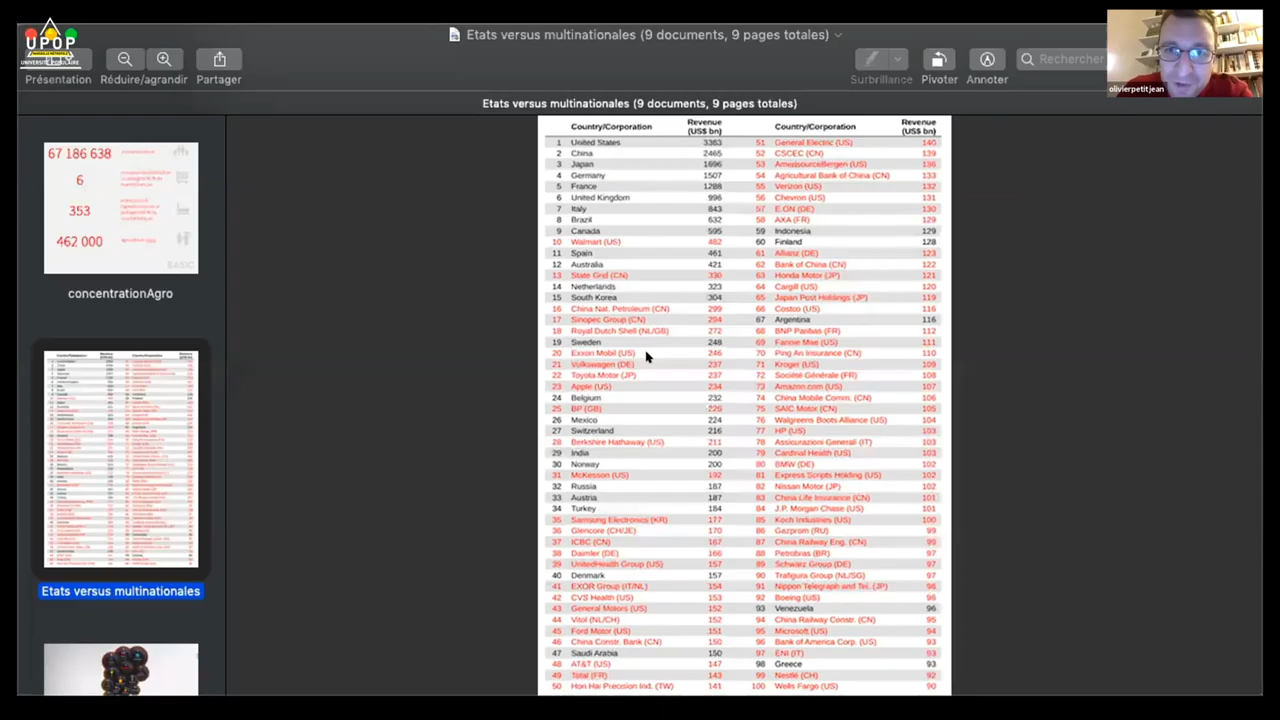 Etats versus multinationales (9 documents, 9 pages totales)
UPOP
UNIVERSITÉ POPULAIRE
Présentation
Réduire/agrandir
Partager
Surbrillance
Pivoter
Annoter
Rechercher
olivierpetitjean
Etats versus multinationales (9 documents, 9 pages totales)
67 186 638
6
353
462 000
BASIC
concentrationAgro
Etats versus multinationales
Country/Corporation Revenue (US$ bn) Country/Corporation Revenue (US$ bn)
1 United States 3363 51 General Electric (US) 140
2 China 2465 52 CSCEC (CN) 139
3 Japan 1696 53 AmerisourceBergen (US) 136
4 Germany 1507 54 Agricultural Bank of China (CN) 133
5 France 1288 55 Verizon (US) 132
6 United Kingdom 996 56 Chevron (US) 131
7 Italy 843 57 E.ON (DE) 130
8 Brazil 632 58 AXA (FR) 129
9 Canada 595 59 Indonesia 129
10 Walmart (US) 482 60 Finland 128
11 Spain 461 61 Allianz (DE) 123
12 Australia 421 62 Bank of China (CN) 122
13 State Grid (CN) 330 63 Honda Motor (JP) 121
14 Netherlands 323 64 Cargill (US) 120
15 South Korea 304 65 Japan Post Holdings (JP) 119
16 China Nat. Petroleum (CN) 299 66 Costco (US) 116
17 Sinopec Group (CN) 294 67 Argentina 116
18 Royal Dutch Shell (NL/GB) 272 68 BNP Paribas (FR) 112
19 Sweden 248 69 Fannie Mae (US) 111
20 Exxon Mobil (US) 246 70 Ping An Insurance (CN) 110
21 Volkswagen (DE) 237 71 Kroger (US) 109
22 Toyota Motor (JP) 237 72 Société Générale (FR) 108
23 Apple (US) 234 73 Amazon.com (US) 107
24 Belgium 232 74 China Mobile Comm. (CN) 106
25 BP (GB) 226 75 SAIC Motor (CN) 105
26 Mexico 224 76 Walgreens Boots Alliance (US) 104
27 Switzerland 216 77 HP (US) 103
28 Berkshire Hathaway (US) 211 78 Assicurazioni Generali (IT) 103
29 India 200 79 Cardinal Health (US) 103
30 Norway 200 80 BMW (DE) 102
31 McKesson (US) 192 81 Express Scripts Holding (US) 102
32 Russia 187 82 Nissan Motor (JP) 102
33 Austria 187 83 China Life Insurance (CN) 101
34 Turkey 184 84 J.P. Morgan Chase (US) 101
35 Samsung Electronics (KR) 177 85 Koch Industries (US) 100
36 Glencore (CH/JE) 170 86 Gazprom (RU) 99
37 ICBC (CN) 167 87 China Railway Eng. (CN) 99
38 Daimler (DE) 166 88 Petrobras (BR) 97
39 UnitedHealth Group (US) 157 89 Schwarz Group (DE) 97
40 Denmark 157 90 Trafigura Group (NL/SG) 97
41 EXOR Group (IT/NL) 154 91 Nippon Telegraph and Tel. (JP) 96
42 CVS Health (US) 153 92 Boeing (US) 96
43 General Motors (US) 152 93 Venezuela 96
44 Vitol (NL/CH) 152 94 China Railway Constr. (CN) 95
45 Ford Motor (US) 151 95 Microsoft (US) 94
46 China Constr. Bank (CN) 150 96 Bank of America Corp. (US) 93
47 Saudi Arabia 150 97 ENI (IT) 93
48 AT&T (US) 147 98 Greece 93
49 Total (FR) 143 99 Nestlé (CH) 92
50 Hon Hai Precision Ind. (TW) 141 100 Wells Fargo (US) 90